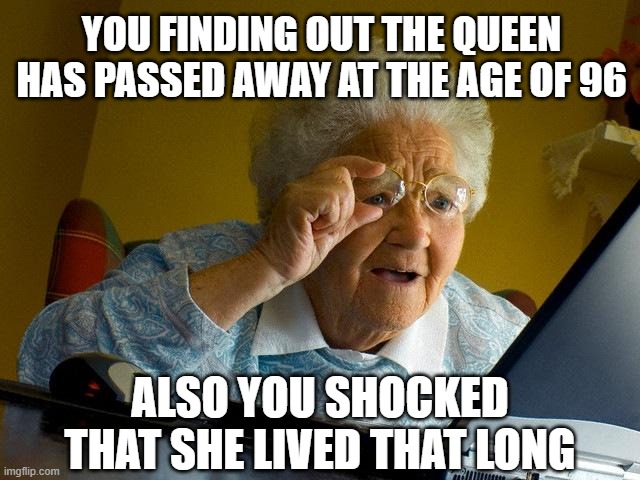 YOU FINDING OUT THE QUEEN
HAS PASSED AWAY AT THE AGE OF 96
ALSO YOU SHOCKED
THAT SHE LIVED THAT LONG
imgflip.com